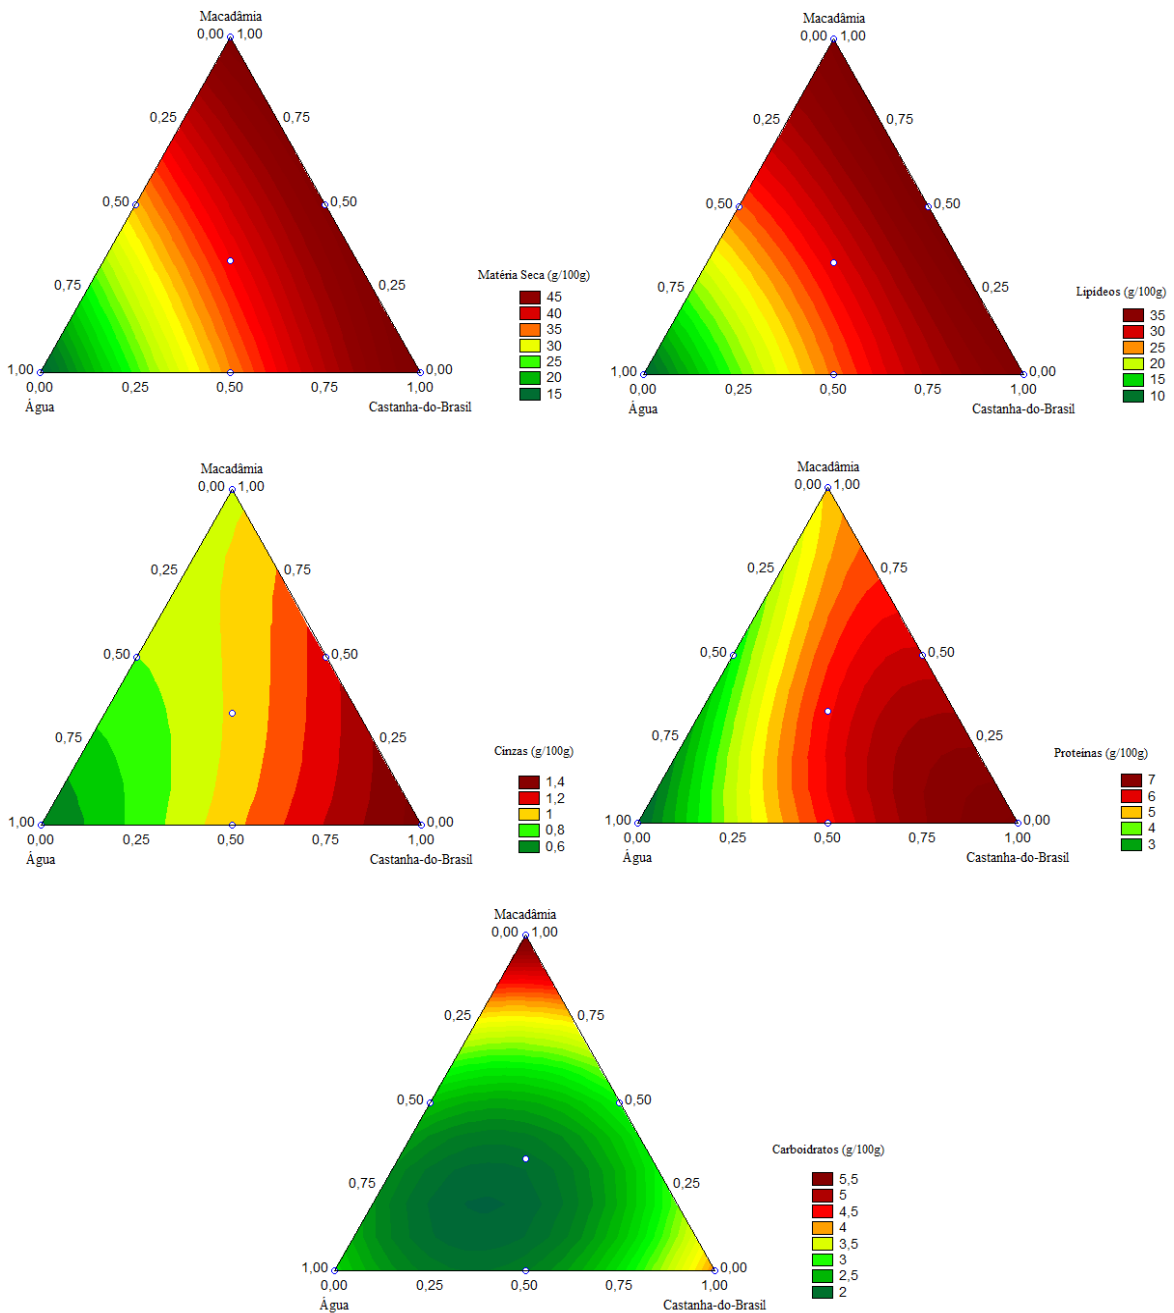 Macadâmia
0,00 1,00
0,25 0,75
0,50 0,50
0,75 0,25
1,00 0,00
0,00 0,25 0,50 0,75 1,00
Água Castanha-do-Brasil
Matéria Seca (g/100g)
45
40
35
30
25
20
15
Macadâmia
0,00 1,00
0,25 0,75
0,50 0,50
0,75 0,25
1,00 0,00
0,00 0,25 0,50 0,75 1,00
Água Castanha-do-Brasil
Lipídeos (g/100g)
35
30
25
20
15
10
Macadâmia
0,00 1,00
0,25 0,75
0,50 0,50
0,75 0,25
1,00 0,00
0,00 0,25 0,50 0,75 1,00
Água Castanha-do-Brasil
Cinzas (g/100g)
1,4
1,2
1
0,8
0,6
Macadâmia
0,00 1,00
0,25 0,75
0,50 0,50
0,75 0,25
1,00 0,00
0,00 0,25 0,50 0,75 1,00
Água Castanha-do-Brasil
Proteínas (g/100g)
7
6
5
4
3
Macadâmia
0,00 1,00
0,25 0,75
0,50 0,50
0,75 0,25
1,00 0,00
0,00 0,25 0,50 0,75 1,00
Água Castanha-do-Brasil
Carboidratos (g/100g)
5,5
5
4,5
4
3,5
3
2,5
2